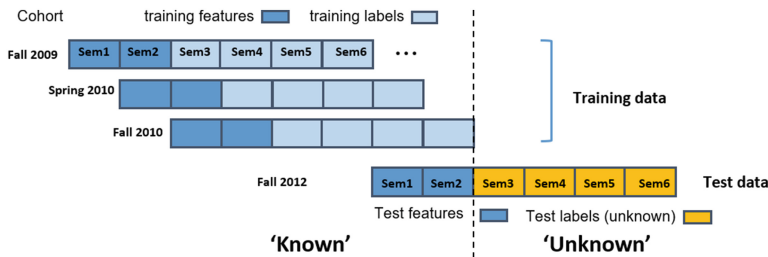 Cohort training features training labels
Fall 2009 Sem1 Sem2 Sem3 Sem4 Sem5 Sem6 ...
Spring 2010
Training data
Fall 2010
Fall 2012 Sem1 Sem2 Sem3 Sem4 Sem5 Sem6 Test data
Test features Test labels (unknown)
‘Known’ ‘Unknown’